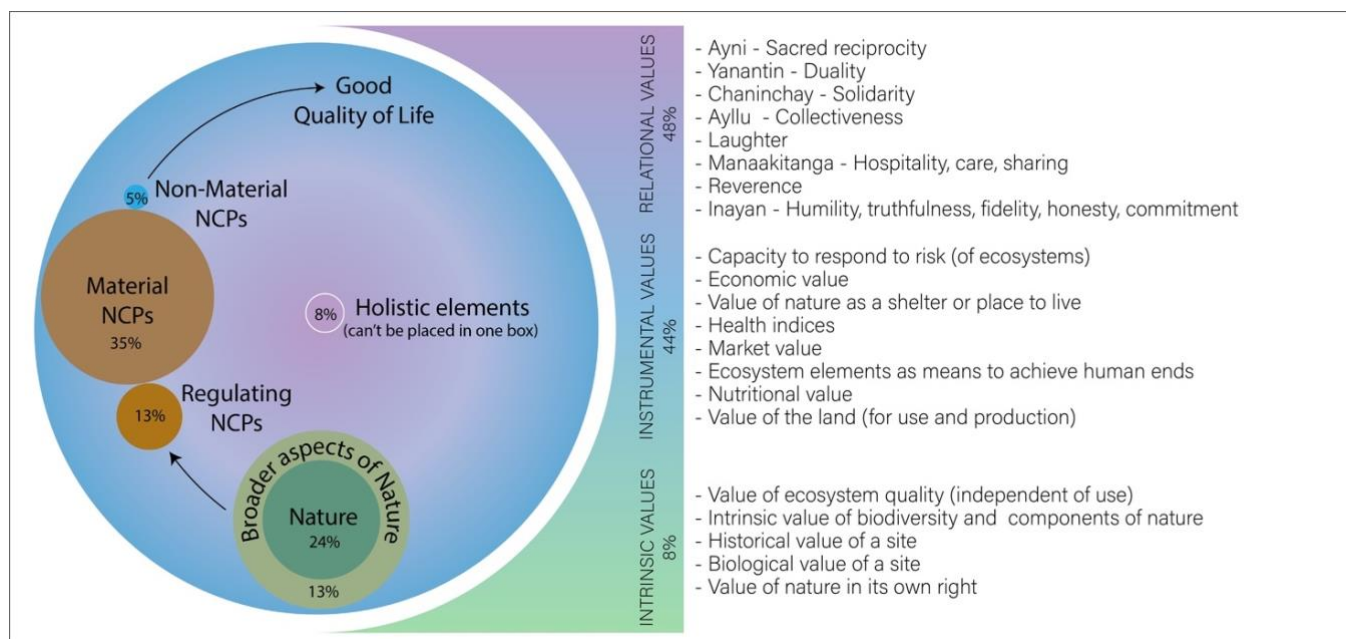 Good
Quality of Life
5%
Non-Material
NCPs
Material
NCPs
35%
8%
Holistic elements
(can't be placed in one box)
13%
Regulating
NCPs
Broader aspects of Nature
Nature
24%
13%
RELATIONAL VALUES
48%
INSTRUMENTAL VALUES
44%
INTRINSIC VALUES
8%
- Ayni - Sacred reciprocity
- Yanantin - Duality
- Chaninchay - Solidarity
- Ayllu - Collectiveness
- Laughter
- Manaakitanga - Hospitality, care, sharing
- Reverence
- Inayan - Humility, truthfulness, fidelity, honesty, commitment
- Capacity to respond to risk (of ecosystems)
- Economic value
- Value of nature as a shelter or place to live
- Health indices
- Market value
- Ecosystem elements as means to achieve human ends
- Nutritional value
- Value of the land (for use and production)
- Value of ecosystem quality (independent of use)
- Intrinsic value of biodiversity and components of nature
- Historical value of a site
- Biological value of a site
- Value of nature in its own right